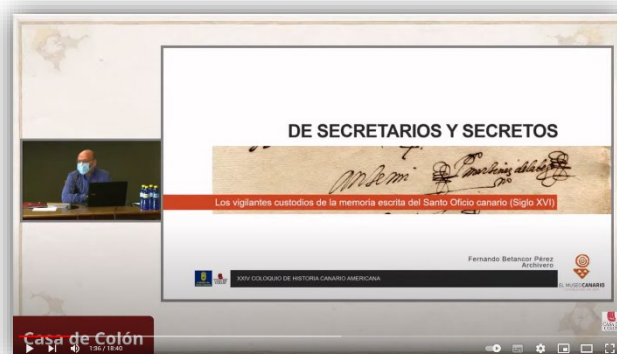 DE SECRETARIOS Y SECRETOS
Los vigilantes custodios de la memoria escrita del Santo Oficio canario (Siglo XVI)
Fernando Betancor Pérez
Archivero
XXIV COLOQUIO DE HISTORIA CANARIO AMERICANA
EL MUSEO CANARIO
Casa de Colón
1:36 / 18:40